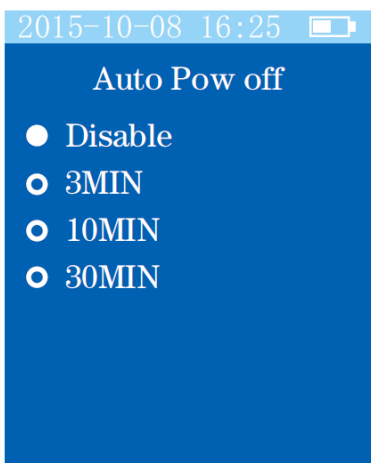 2015-10-08 16:25
Auto Pow off
Disable
3MIN
10MIN
30MIN